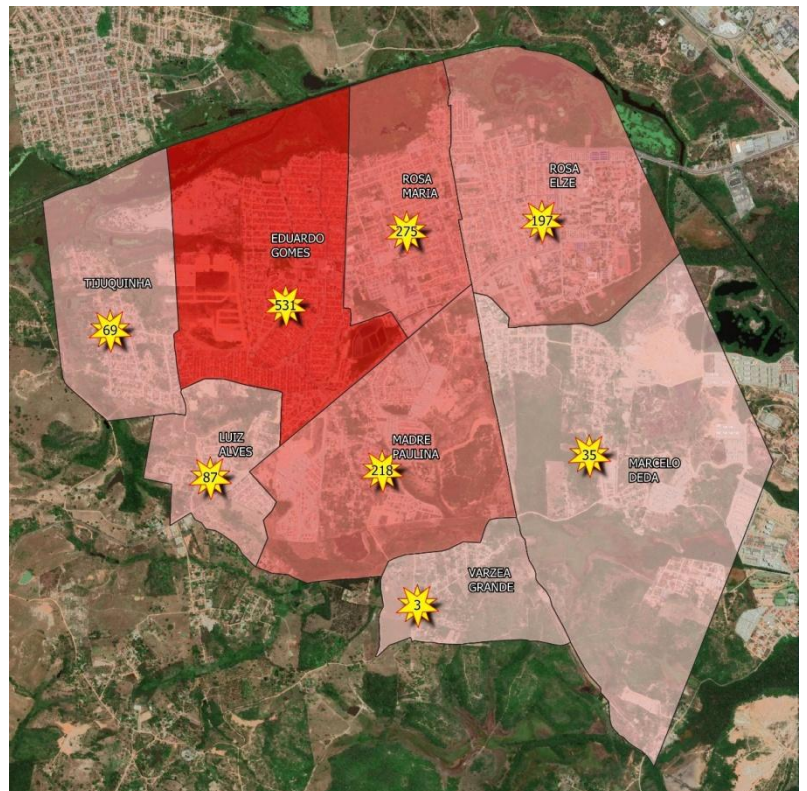 ROSA
MARIA
275
ROSA
ELZE
197
EDUARDO
GOMES
531
TIJUQUINHA
69
LUIZ
ALVES
87
MADRE
PAULINA
218
35
MARCELO
DEDA
VARZEA
GRANDE
3